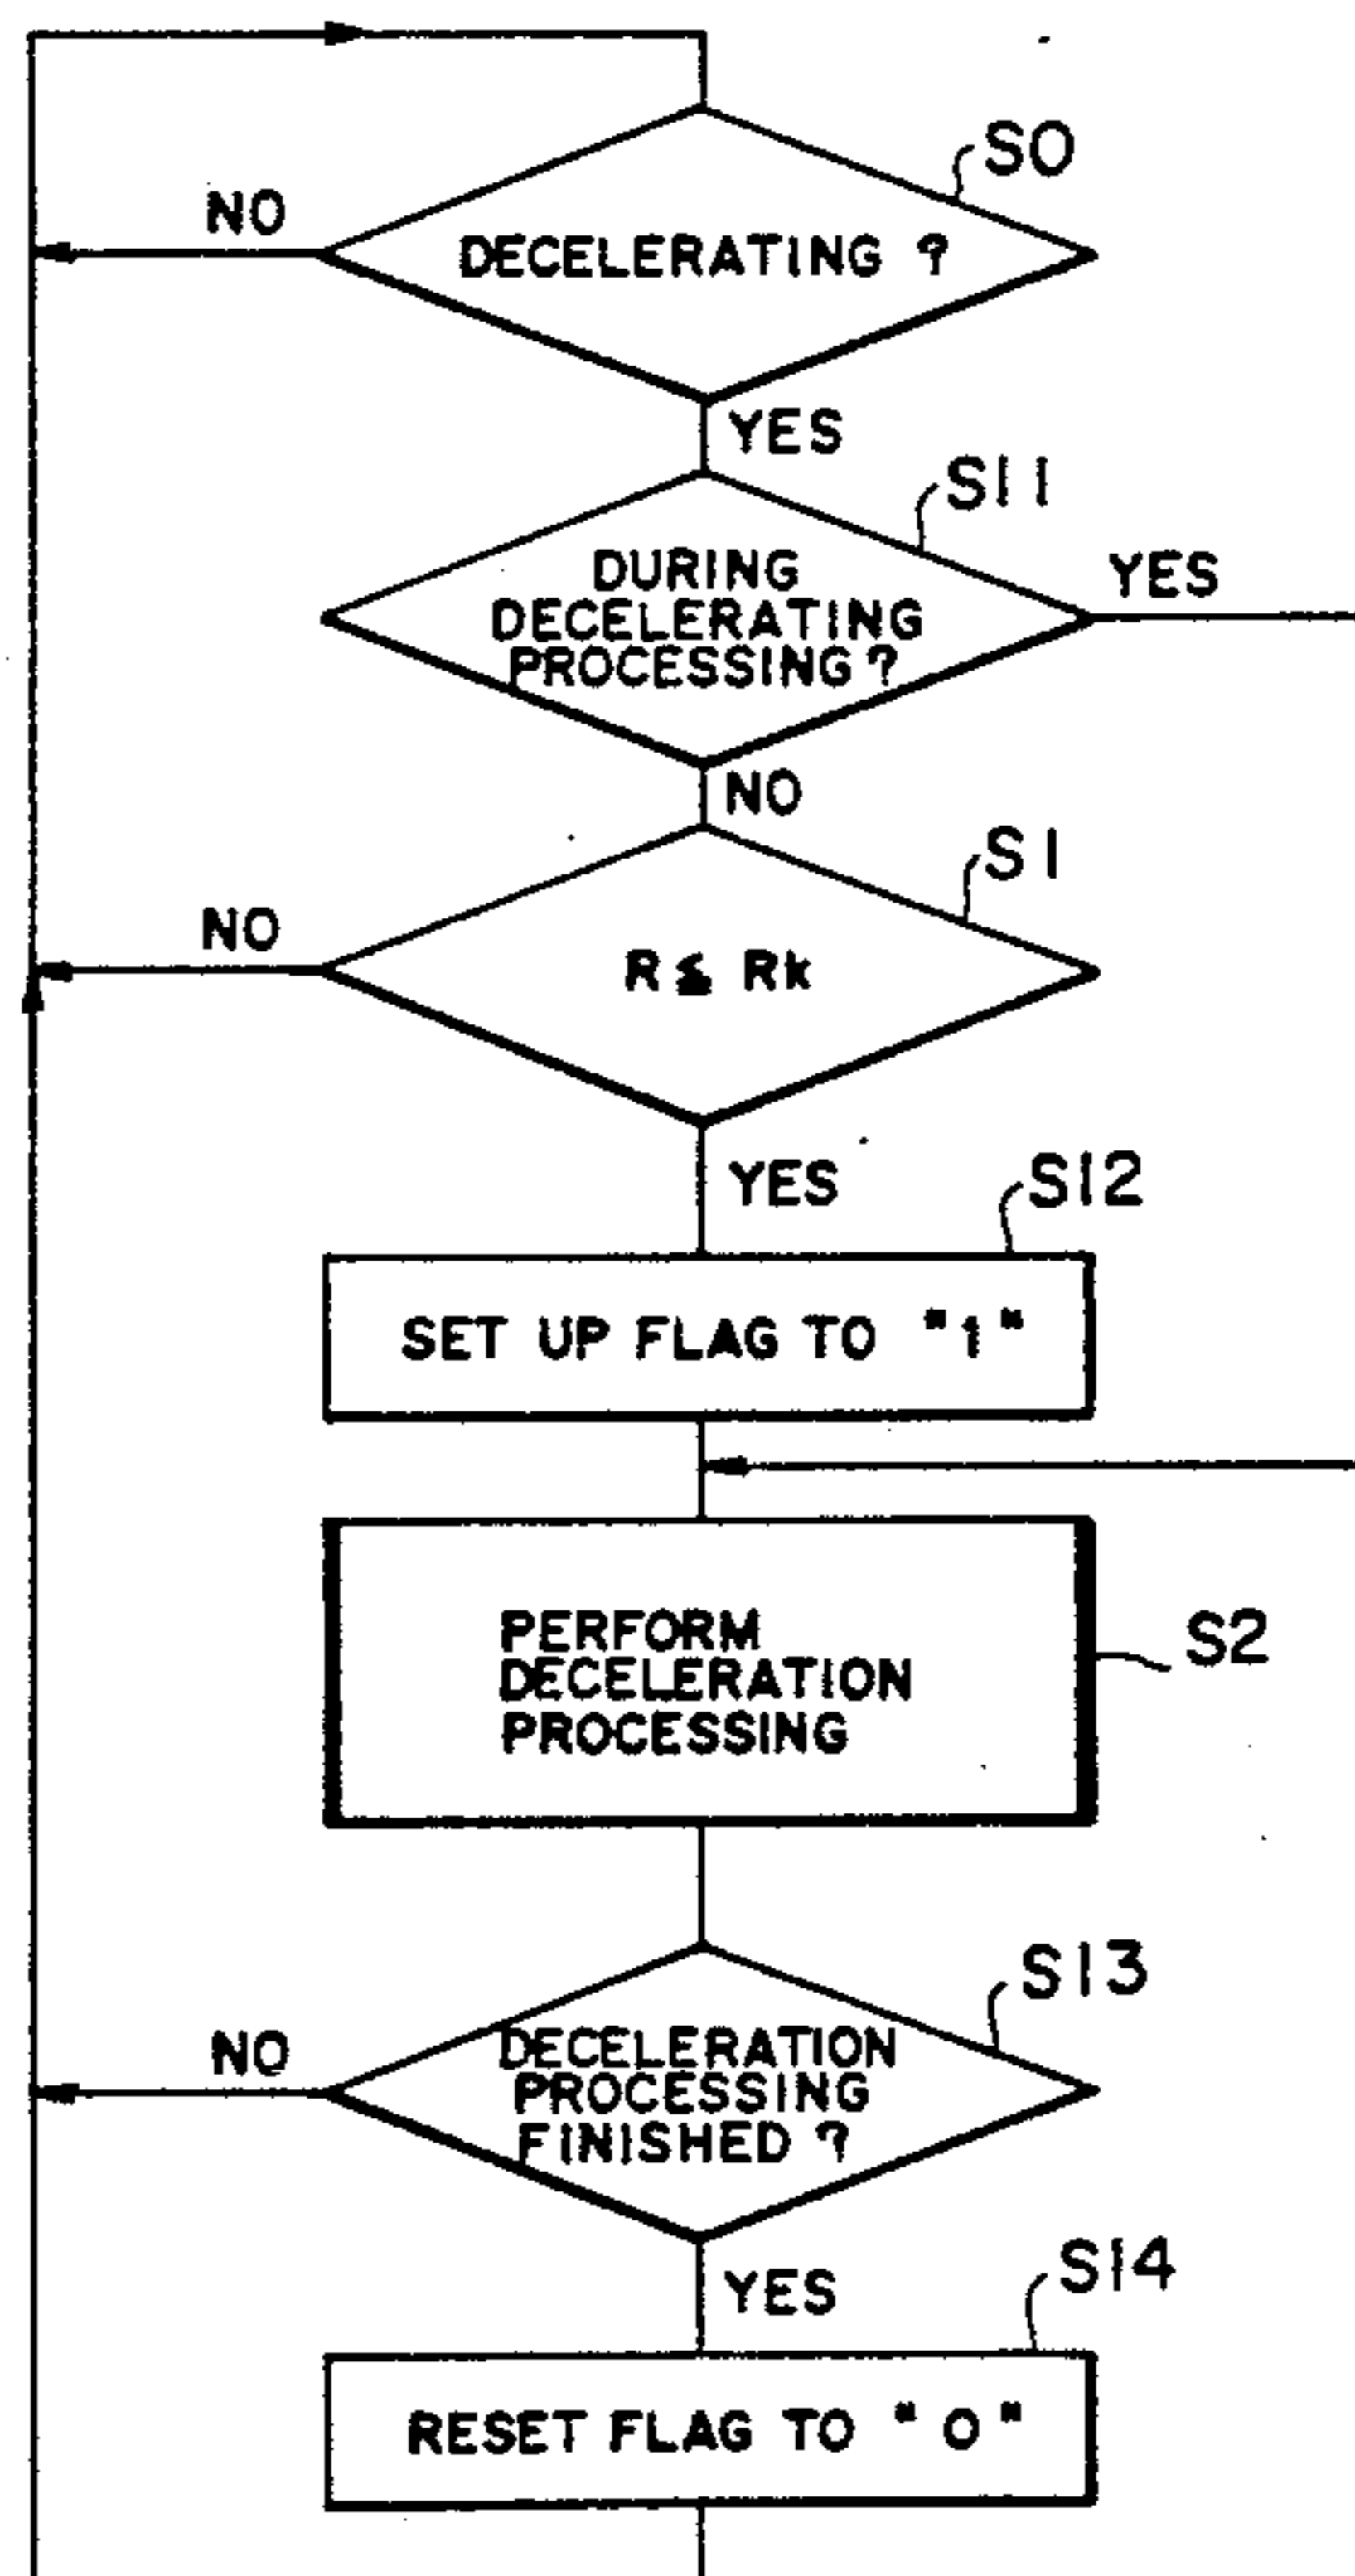 S0
NO
DECELERATING ?
YES
S11
DURING
DECELERATING
PROCESSING?
YES
NO
S1
NO
R ≦ Rk
YES
S12
SET UP FLAG TO "1"
PERFORM
DECELERATION
PROCESSING
S2
S13
NO
DECELERATION
PROCESSING
FINISHED ?
YES
S14
RESET FLAG TO "0"